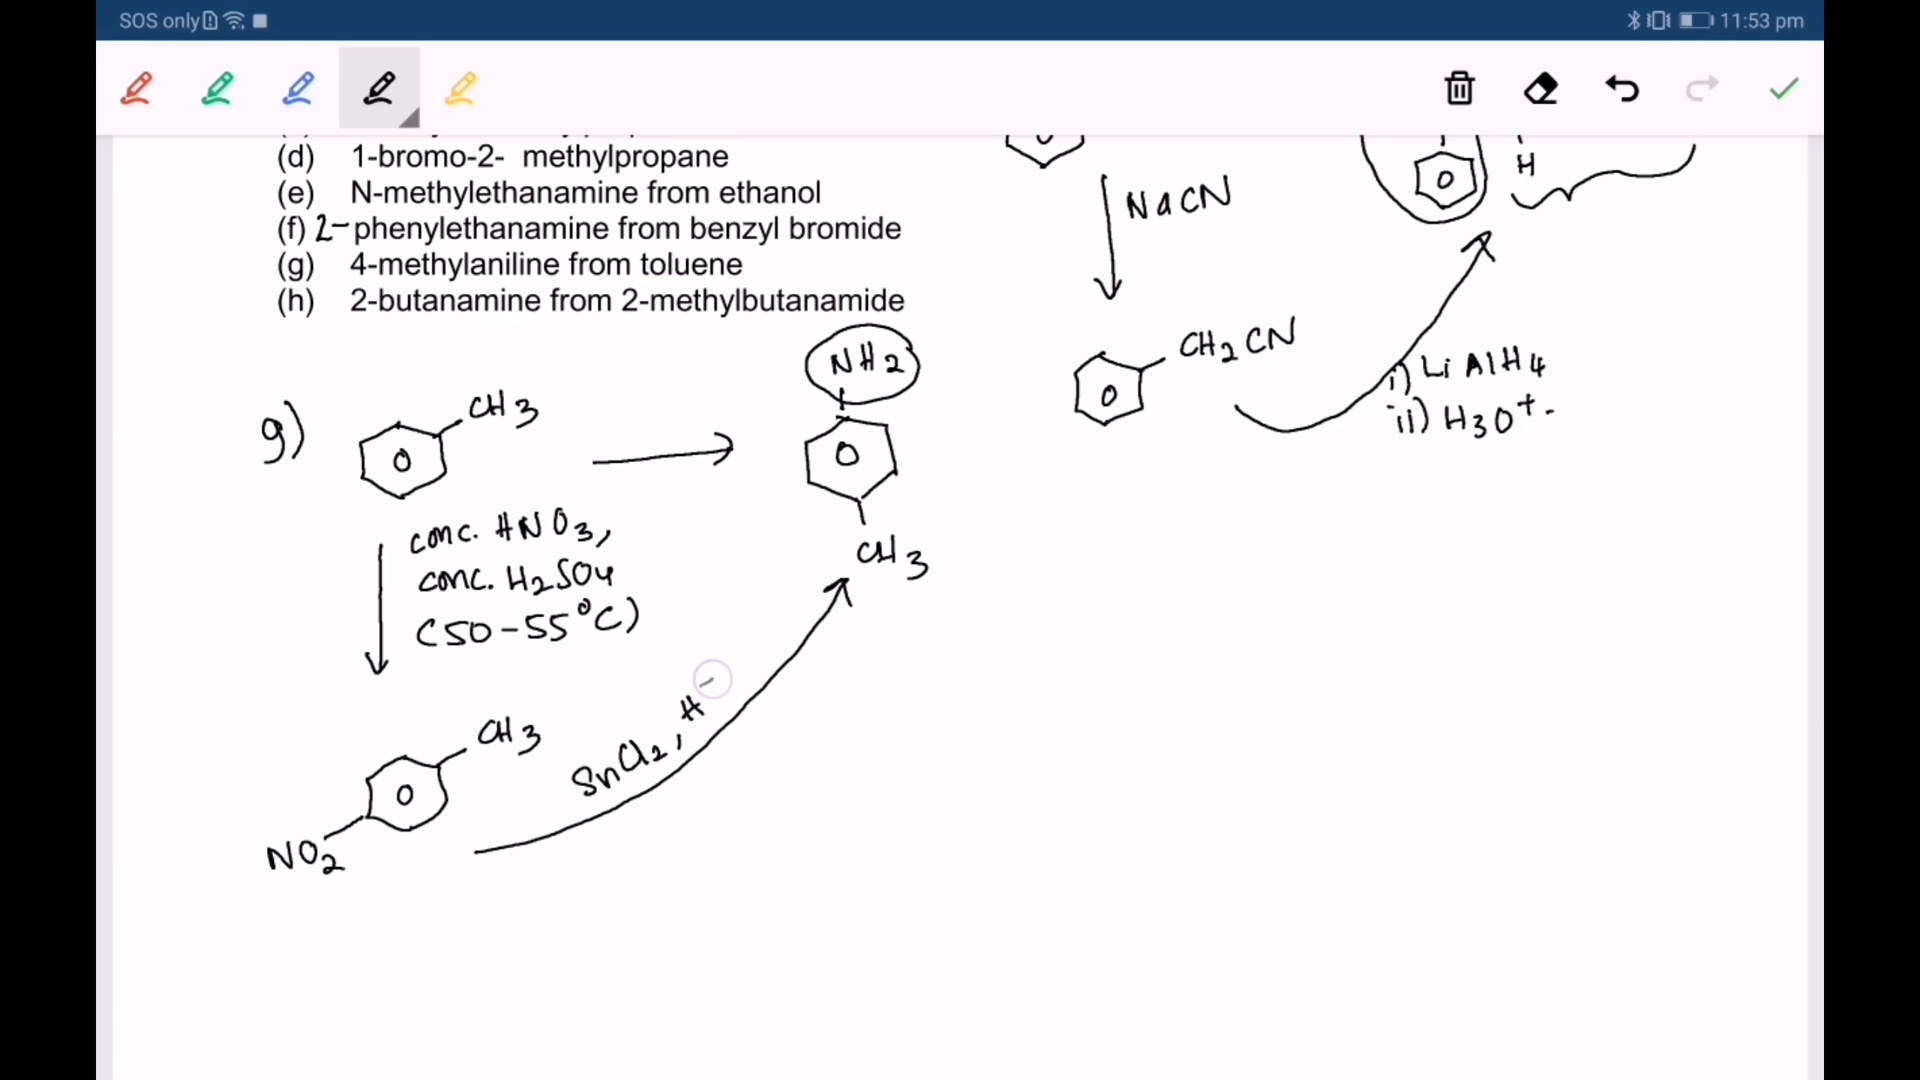 SOS only
11:53 pm
(d) 1-bromo-2- methylpropane
(e) N-methylethanamine from ethanol
(f) 2-phenylethanamine from benzyl bromide
(g) 4-methylaniline from toluene
(h) 2-butanamine from 2-methylbutanamide
H
NaCN
CH2CN
i) LiAlH4
ii) H3O+.
g)
CH3
NH2
CH3
conc. HNO3,
conc. H2SO4
(50-55°C)
CH3
NO2
SnCl2, H